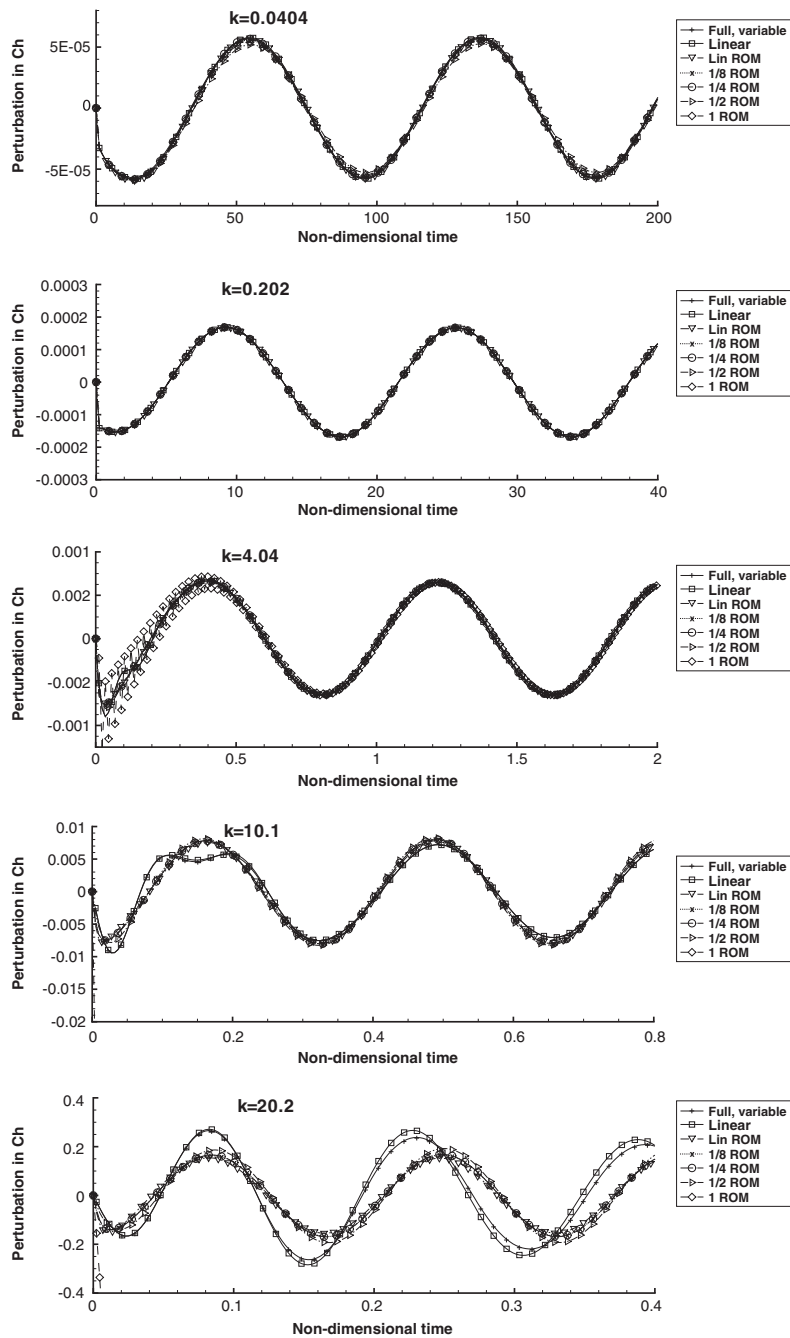 k=0.0404
Perturbation in Ch
5E-05
0
-5E-05
0
50
100
150
200
Non-dimensional time
Full, variable
Linear
Lin ROM
1/8 ROM
1/4 ROM
1/2 ROM
1 ROM
k=0.202
Perturbation in Ch
0.0003
0.0002
0.0001
0
-0.0001
-0.0002
-0.0003
0
10
20
30
40
Non-dimensional time
Full, variable
Linear
Lin ROM
1/8 ROM
1/4 ROM
1/2 ROM
1 ROM
k=4.04
Perturbation in Ch
0.001
0.002
0
-0.002
-0.001
0
0.5
1
1.5
2
Non-dimensional time
Full, variable
Linear
Lin ROM
1/8 ROM
1/4 ROM
1/2 ROM
1 ROM
k=10.1
Perturbation in Ch
0.01
0.005
0
-0.005
-0.01
-0.015
-0.02
0
0.2
0.4
0.6
0.8
Non-dimensional time
Full, variable
Linear
Lin ROM
1/8 ROM
1/4 ROM
1/2 ROM
1 ROM
k=20.2
Perturbation in Ch
0.4
0.2
0
-0.2
-0.4
0
0.1
0.2
0.3
0.4
Non-dimensional time
Full, variable
Linear
Lin ROM
1/8 ROM
1/4 ROM
1/2 ROM
1 ROM